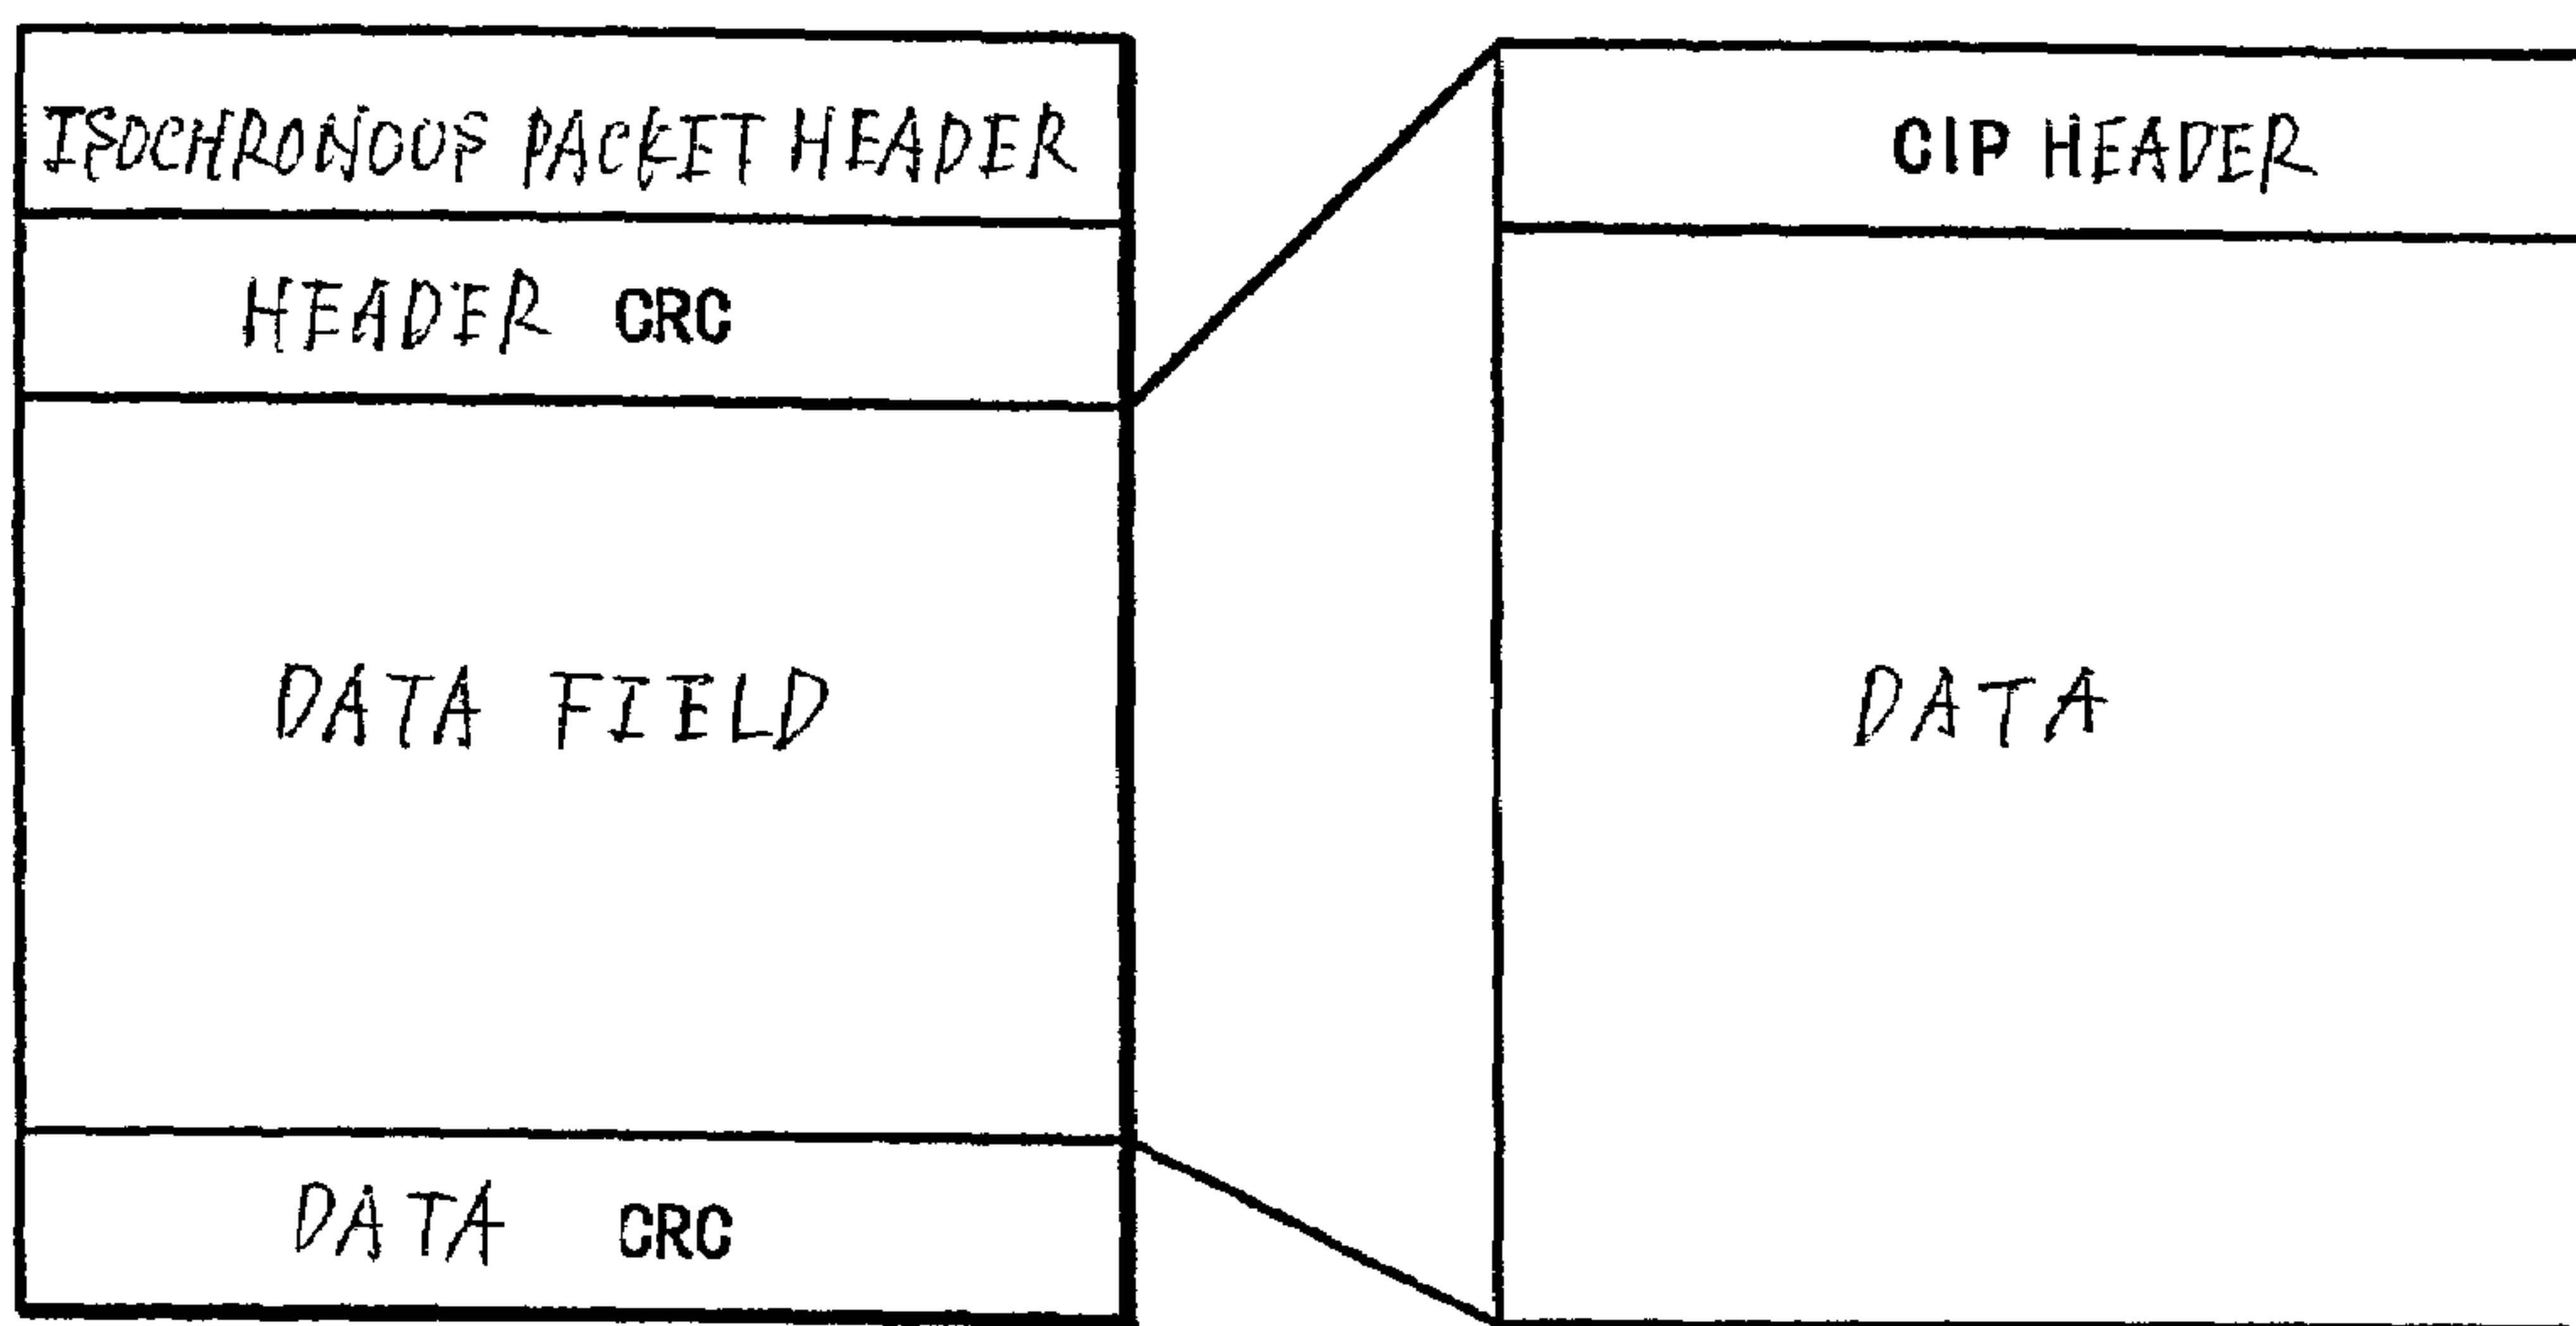 ISOCHRONOUS PACKET HEADER
HEADER CRC
DATA FIELD
DATA CRC
CIP HEADER
DATA